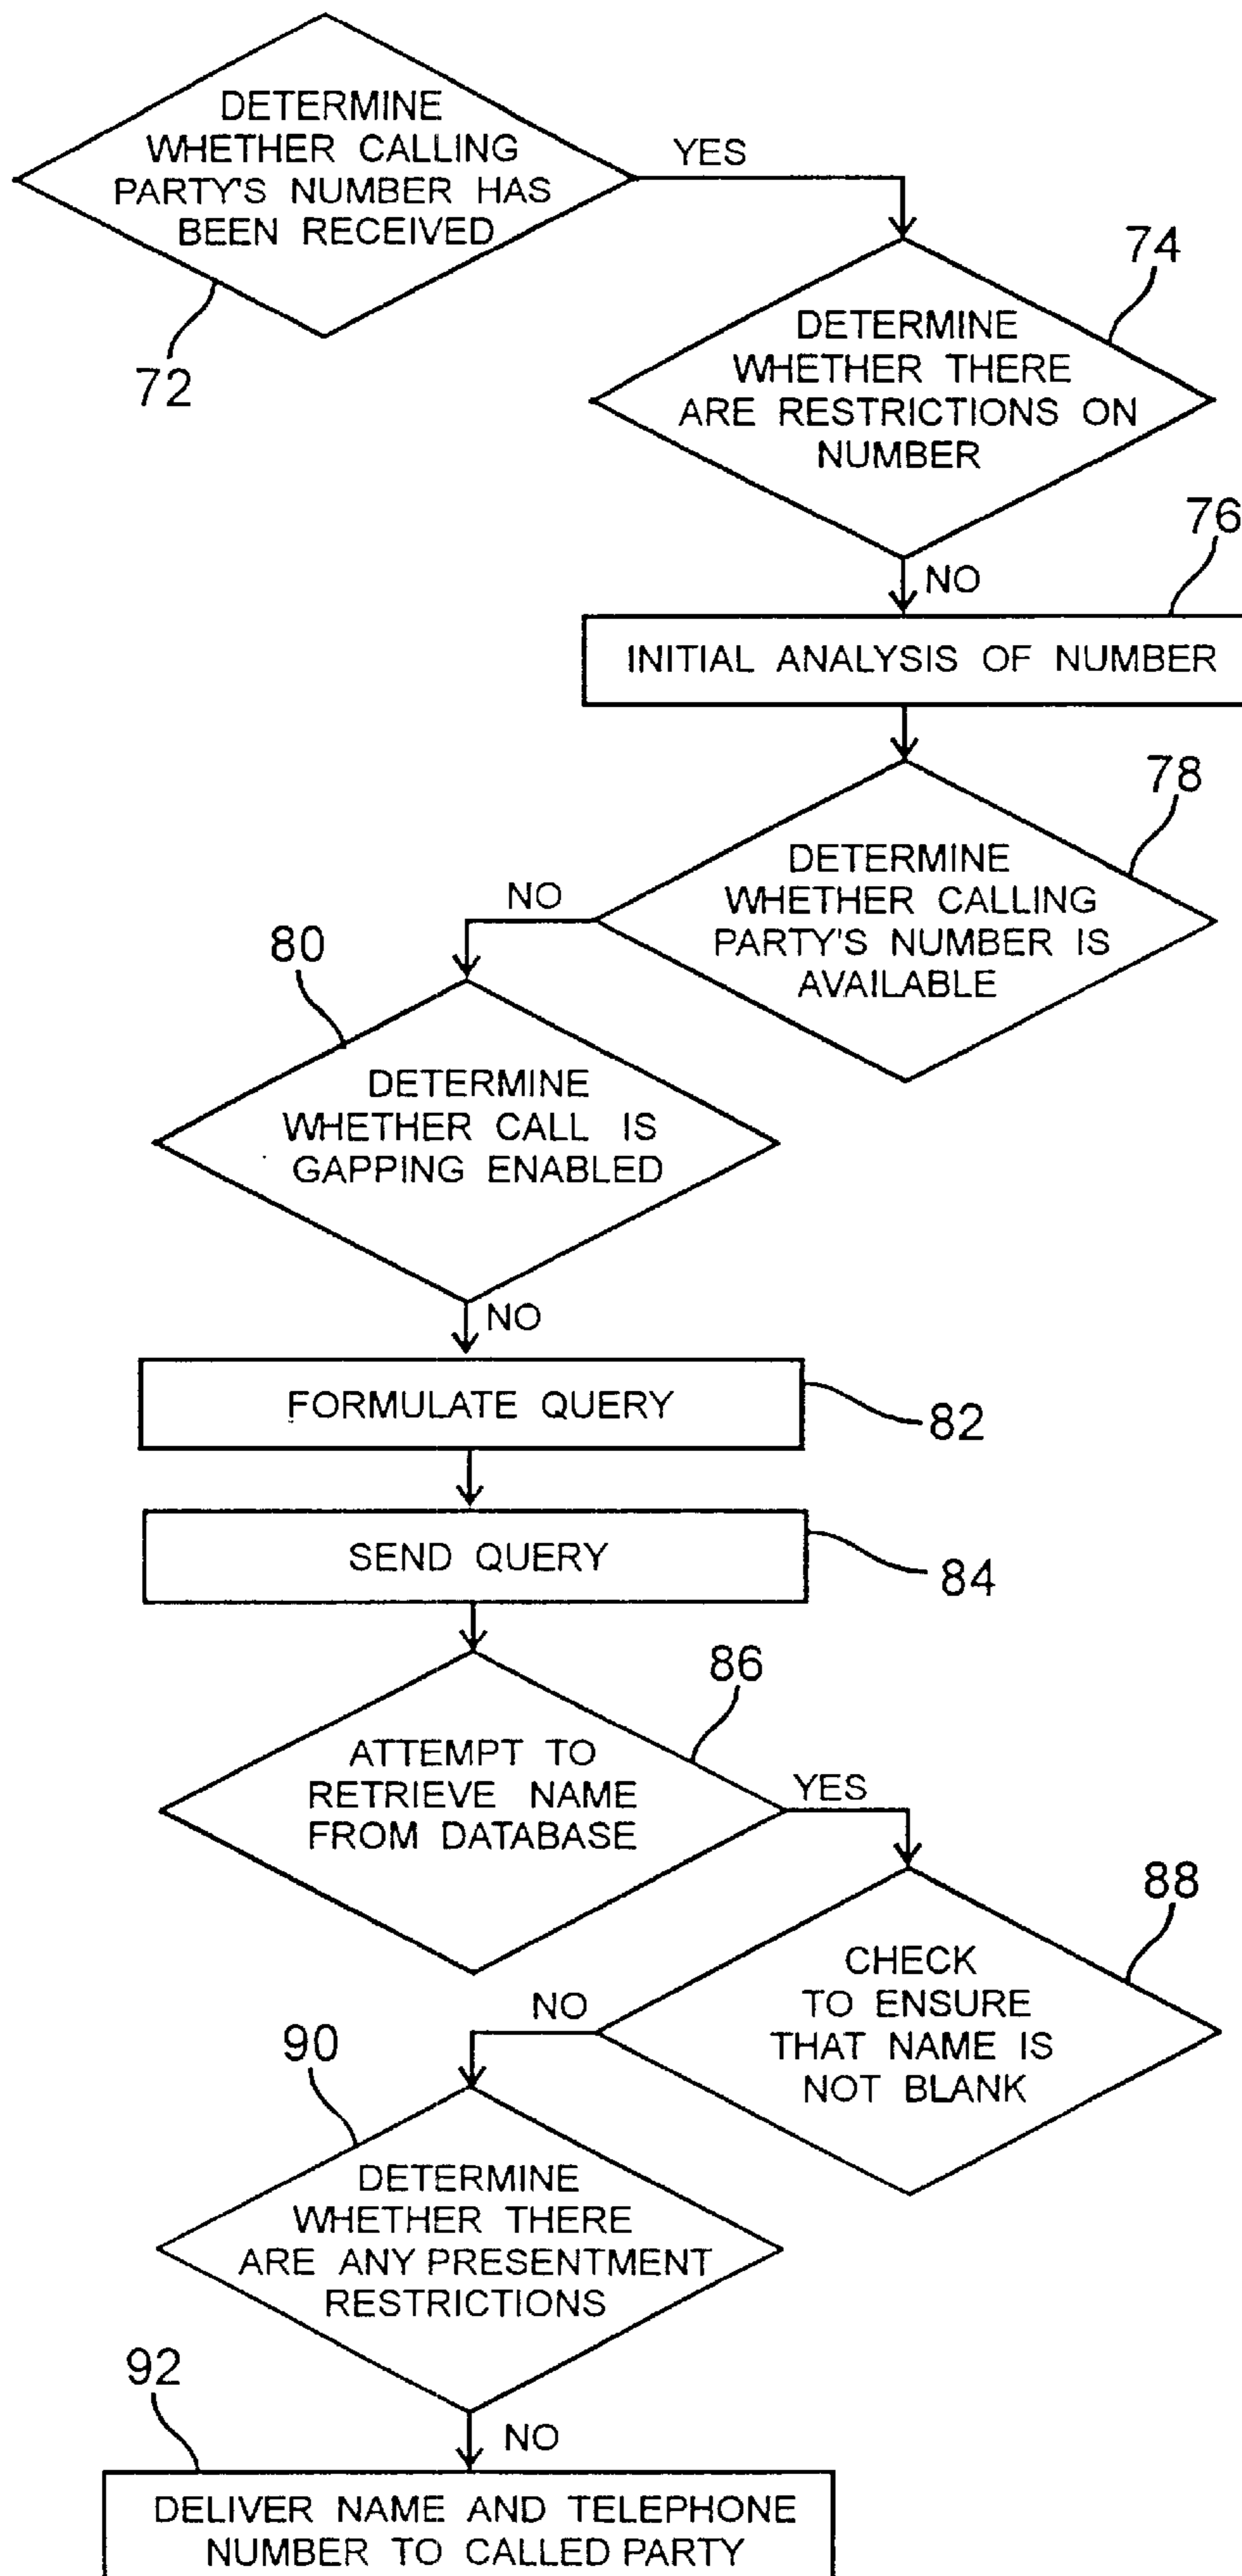 DETERMINE
WHETHER CALLING
PARTY'S NUMBER HAS
BEEN RECEIVED
72
YES
74
DETERMINE
WHETHER THERE
ARE RESTRICTIONS ON
NUMBER
NO
76
INITIAL ANALYSIS OF NUMBER
78
DETERMINE
WHETHER CALLING
PARTY'S NUMBER IS
AVAILABLE
NO
80
DETERMINE
WHETHER CALL IS
GAPPING ENABLED
NO
FORMULATE QUERY
82
SEND QUERY
84
86
ATTEMPT TO
RETRIEVE NAME
FROM DATABASE
YES
88
CHECK
TO ENSURE
THAT NAME IS
NOT BLANK
NO
90
DETERMINE
WHETHER THERE
ARE ANY PRESENTMENT
RESTRICTIONS
NO
92
DELIVER NAME AND TELEPHONE
NUMBER TO CALLED PARTY